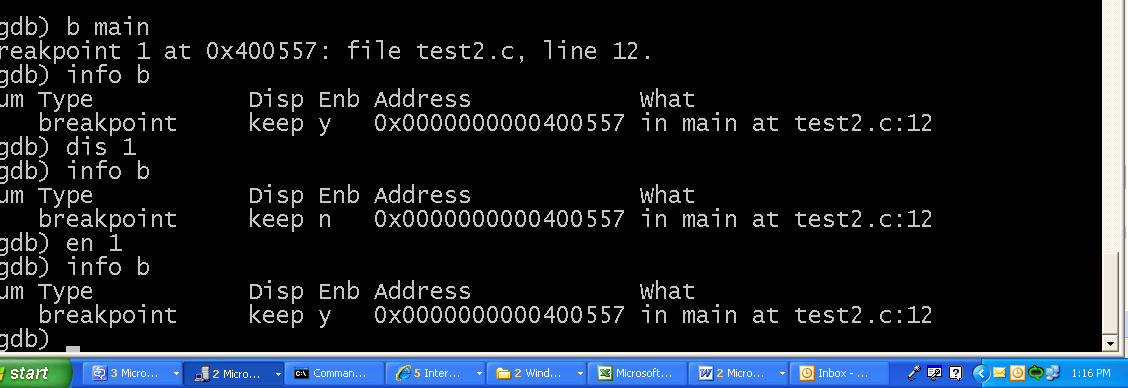 gdb) b main
reakpoint 1 at 0x400557: file test2.c, line 12.
gdb) info b
um Type Disp Enb Address What
breakpoint keep y 0x0000000000400557 in main at test2.c:12
gdb) dis 1
gdb) info b
um Type Disp Enb Address What
breakpoint keep n 0x0000000000400557 in main at test2.c:12
gdb) en 1
gdb) info b
um Type Disp Enb Address What
breakpoint keep y 0x0000000000400557 in main at test2.c:12
gdb)
start 3 Micro... 2 Micro... Comman... 5 Inter... 2 Wind... Microsoft... 2 Micro... Inbox - ... 1:16 PM